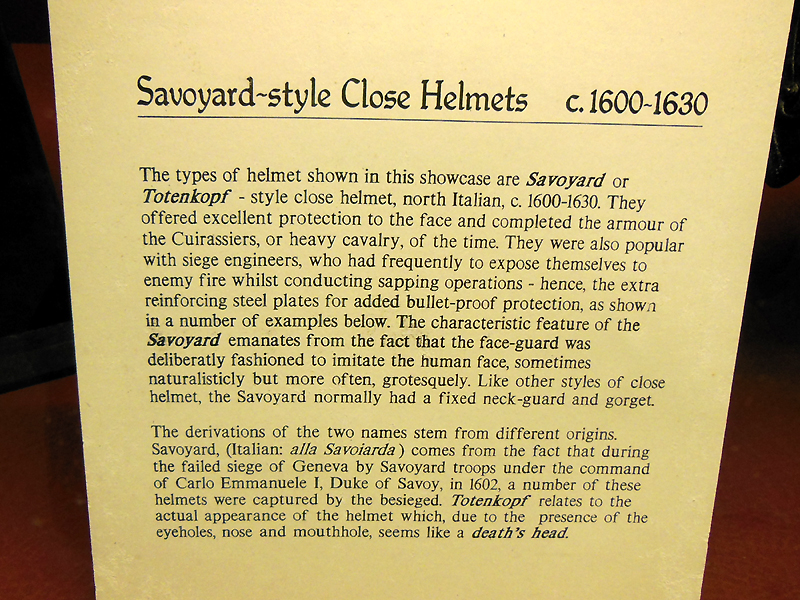 Savoyard-style Close Helmets c. 1600-1630
The types of helmet shown in this showcase are Savoyard or
Totenkopf - style close helmet, north Italian, c. 1600-1630. They
offered excellent protection to the face and completed the armour of
the Cuirassiers, or heavy cavalry, of the time. They were also popular
with siege engineers, who had frequently to expose themselves to
enemy fire whilst conducting sapping operations - hence, the extra
reinforcing steel plates for added bullet-proof protection, as shown
in a number of examples below. The characteristic feature of the
Savoyard emanates from the fact that the face-guard was
deliberatly fashioned to imitate the human face, sometimes
naturalisticly but more often, grotesquely. Like other styles of close
helmet, the Savoyard normally had a fixed neck-guard and gorget.
The derivations of the two names stem from different origins.
Savoyard, (Italian: alla Savoiarda) comes from the fact that during
the failed siege of Geneva by Savoyard troops under the command
of Carlo Emmanuele I, Duke of Savoy, in 1602, a number of these
helmets were captured by the besieged. Totenkopf relates to the
actual appearance of the helmet which, due to the presence of the
eyeholes, nose and mouthhole, seems like a death's head.